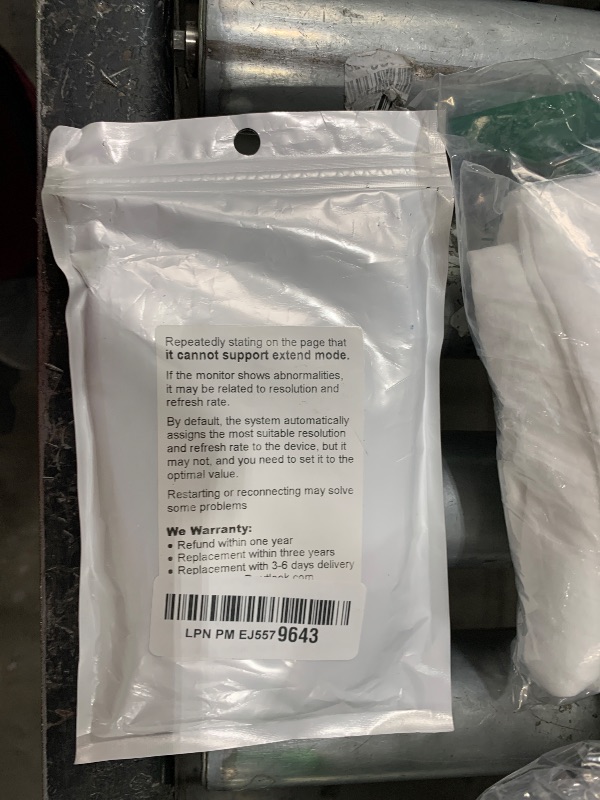 Repeatedly stating on the page that
it cannot support extend mode.
If the monitor shows abnormalities,
it may be related to resolution and
refresh rate.
By default, the system automatically
assigns the most suitable resolution
and refresh rate to the device, but it
may not, and you need to set it to the
optimal value.
Restarting or reconnecting may solve
some problems
We Warranty:
• Refund within one year
• Replacement within three years
• Replacement with 3-6 days delivery
LPN PM EJ557 9643